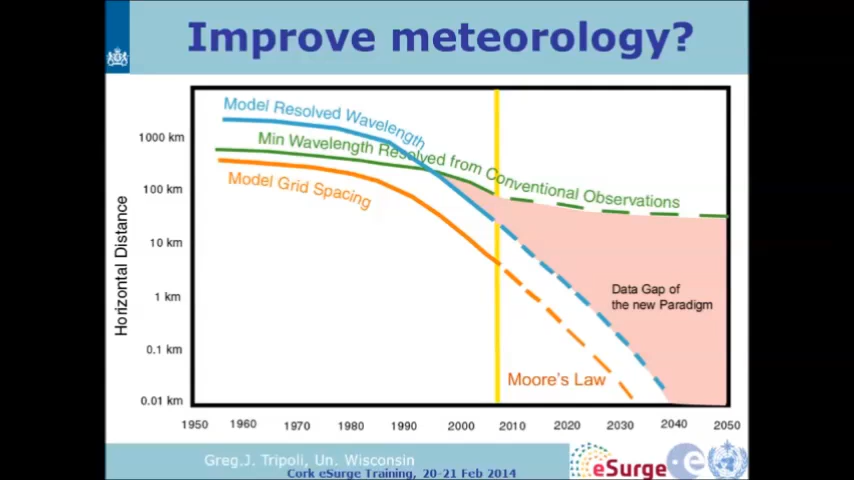 Improve meteorology?
Model Resolved Wavelength
Min Wavelength Resolved from Conventional Observations
Model Grid Spacing
Horizontal Distance
1000 km
100 km
10 km
1 km
0.1 km
0.01 km
Data Gap of
the new Paradigm
Moore's Law
1950 1960 1970 1980 1990 2000 2010 2020 2030 2040 2050
Greg.J. Tripoli, Un. Wisconsin
Cork eSurge Training, 20-21 Feb 2014
eSurge
e